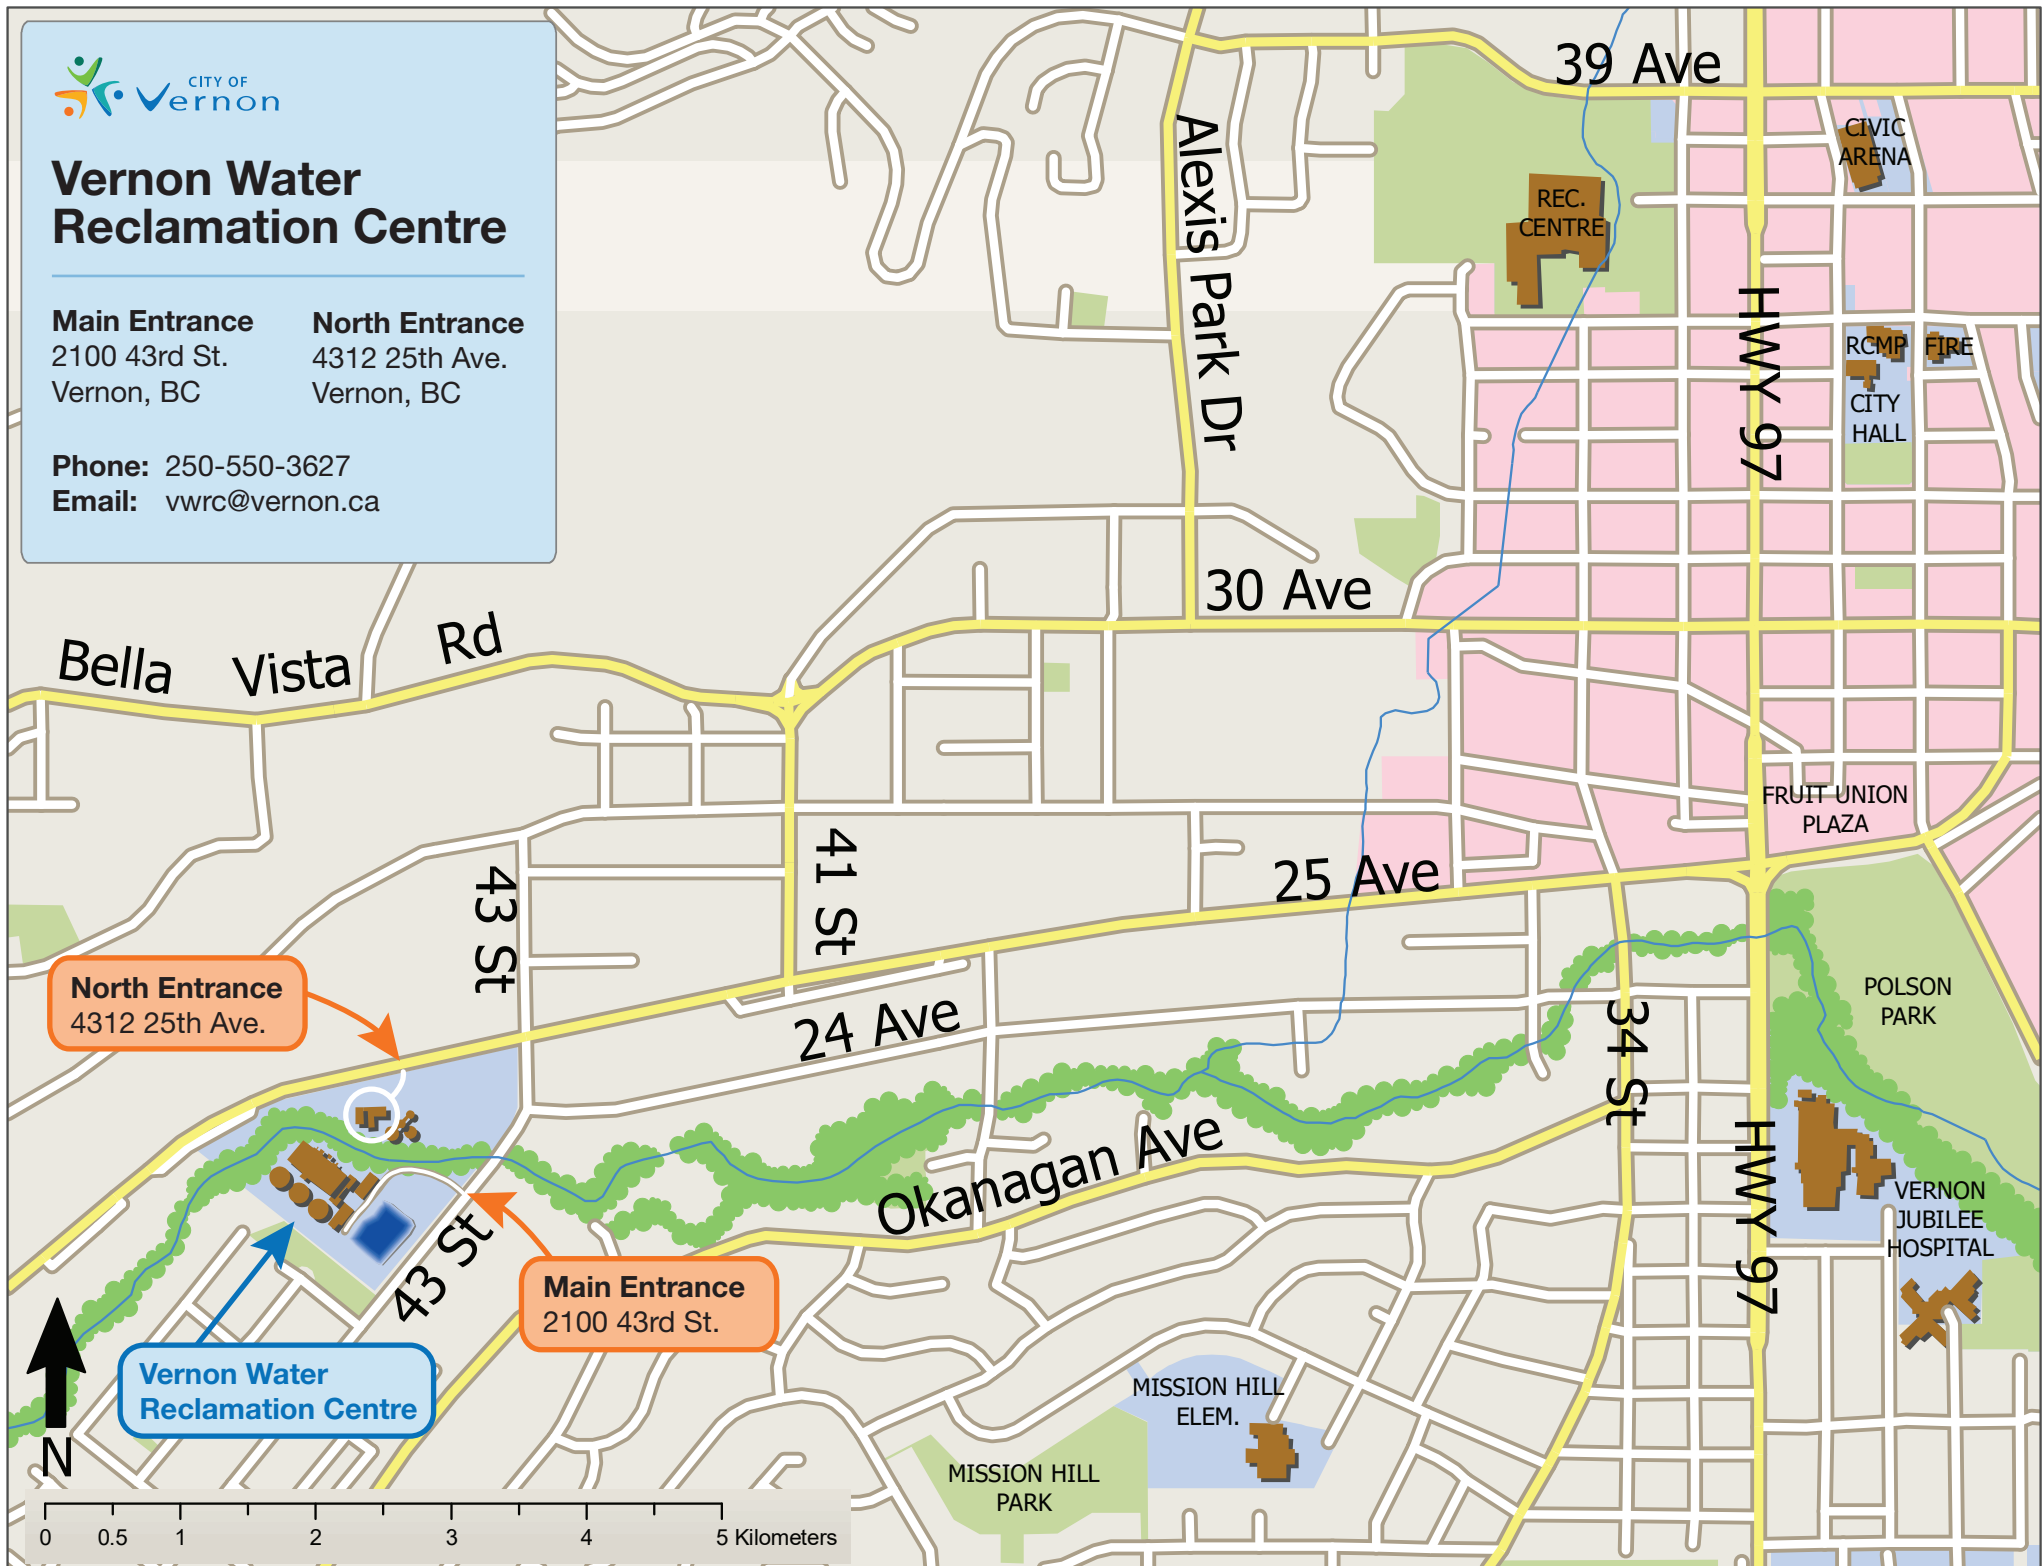 CITY OF
Vernon
Vernon Water
Reclamation Centre
Main Entrance
2100 43rd St.
Vernon, BC
North Entrance
4312 25th Ave.
Vernon, BC
Phone: 250-550-3627
Email: vwrc@vernon.ca
39 Ave
CIVIC
ARENA
Alexis Park Dr
REC.
CENTRE
HWY 97
RCMP
FIRE
CITY
HALL
30 Ave
Bella Vista Rd
FRUIT UNION
PLAZA
41 St
25 Ave
43 St
North Entrance
4312 25th Ave.
24 Ave
34 St
POLSON
PARK
Okanagan Ave
HWY 97
VERNON
JUBILEE
HOSPITAL
43 St
Main Entrance
2100 43rd St.
Vernon Water
Reclamation Centre
MISSION HILL
ELEM.
MISSION HILL
PARK
N
0 0.5 1 2 3 4 5 Kilometers